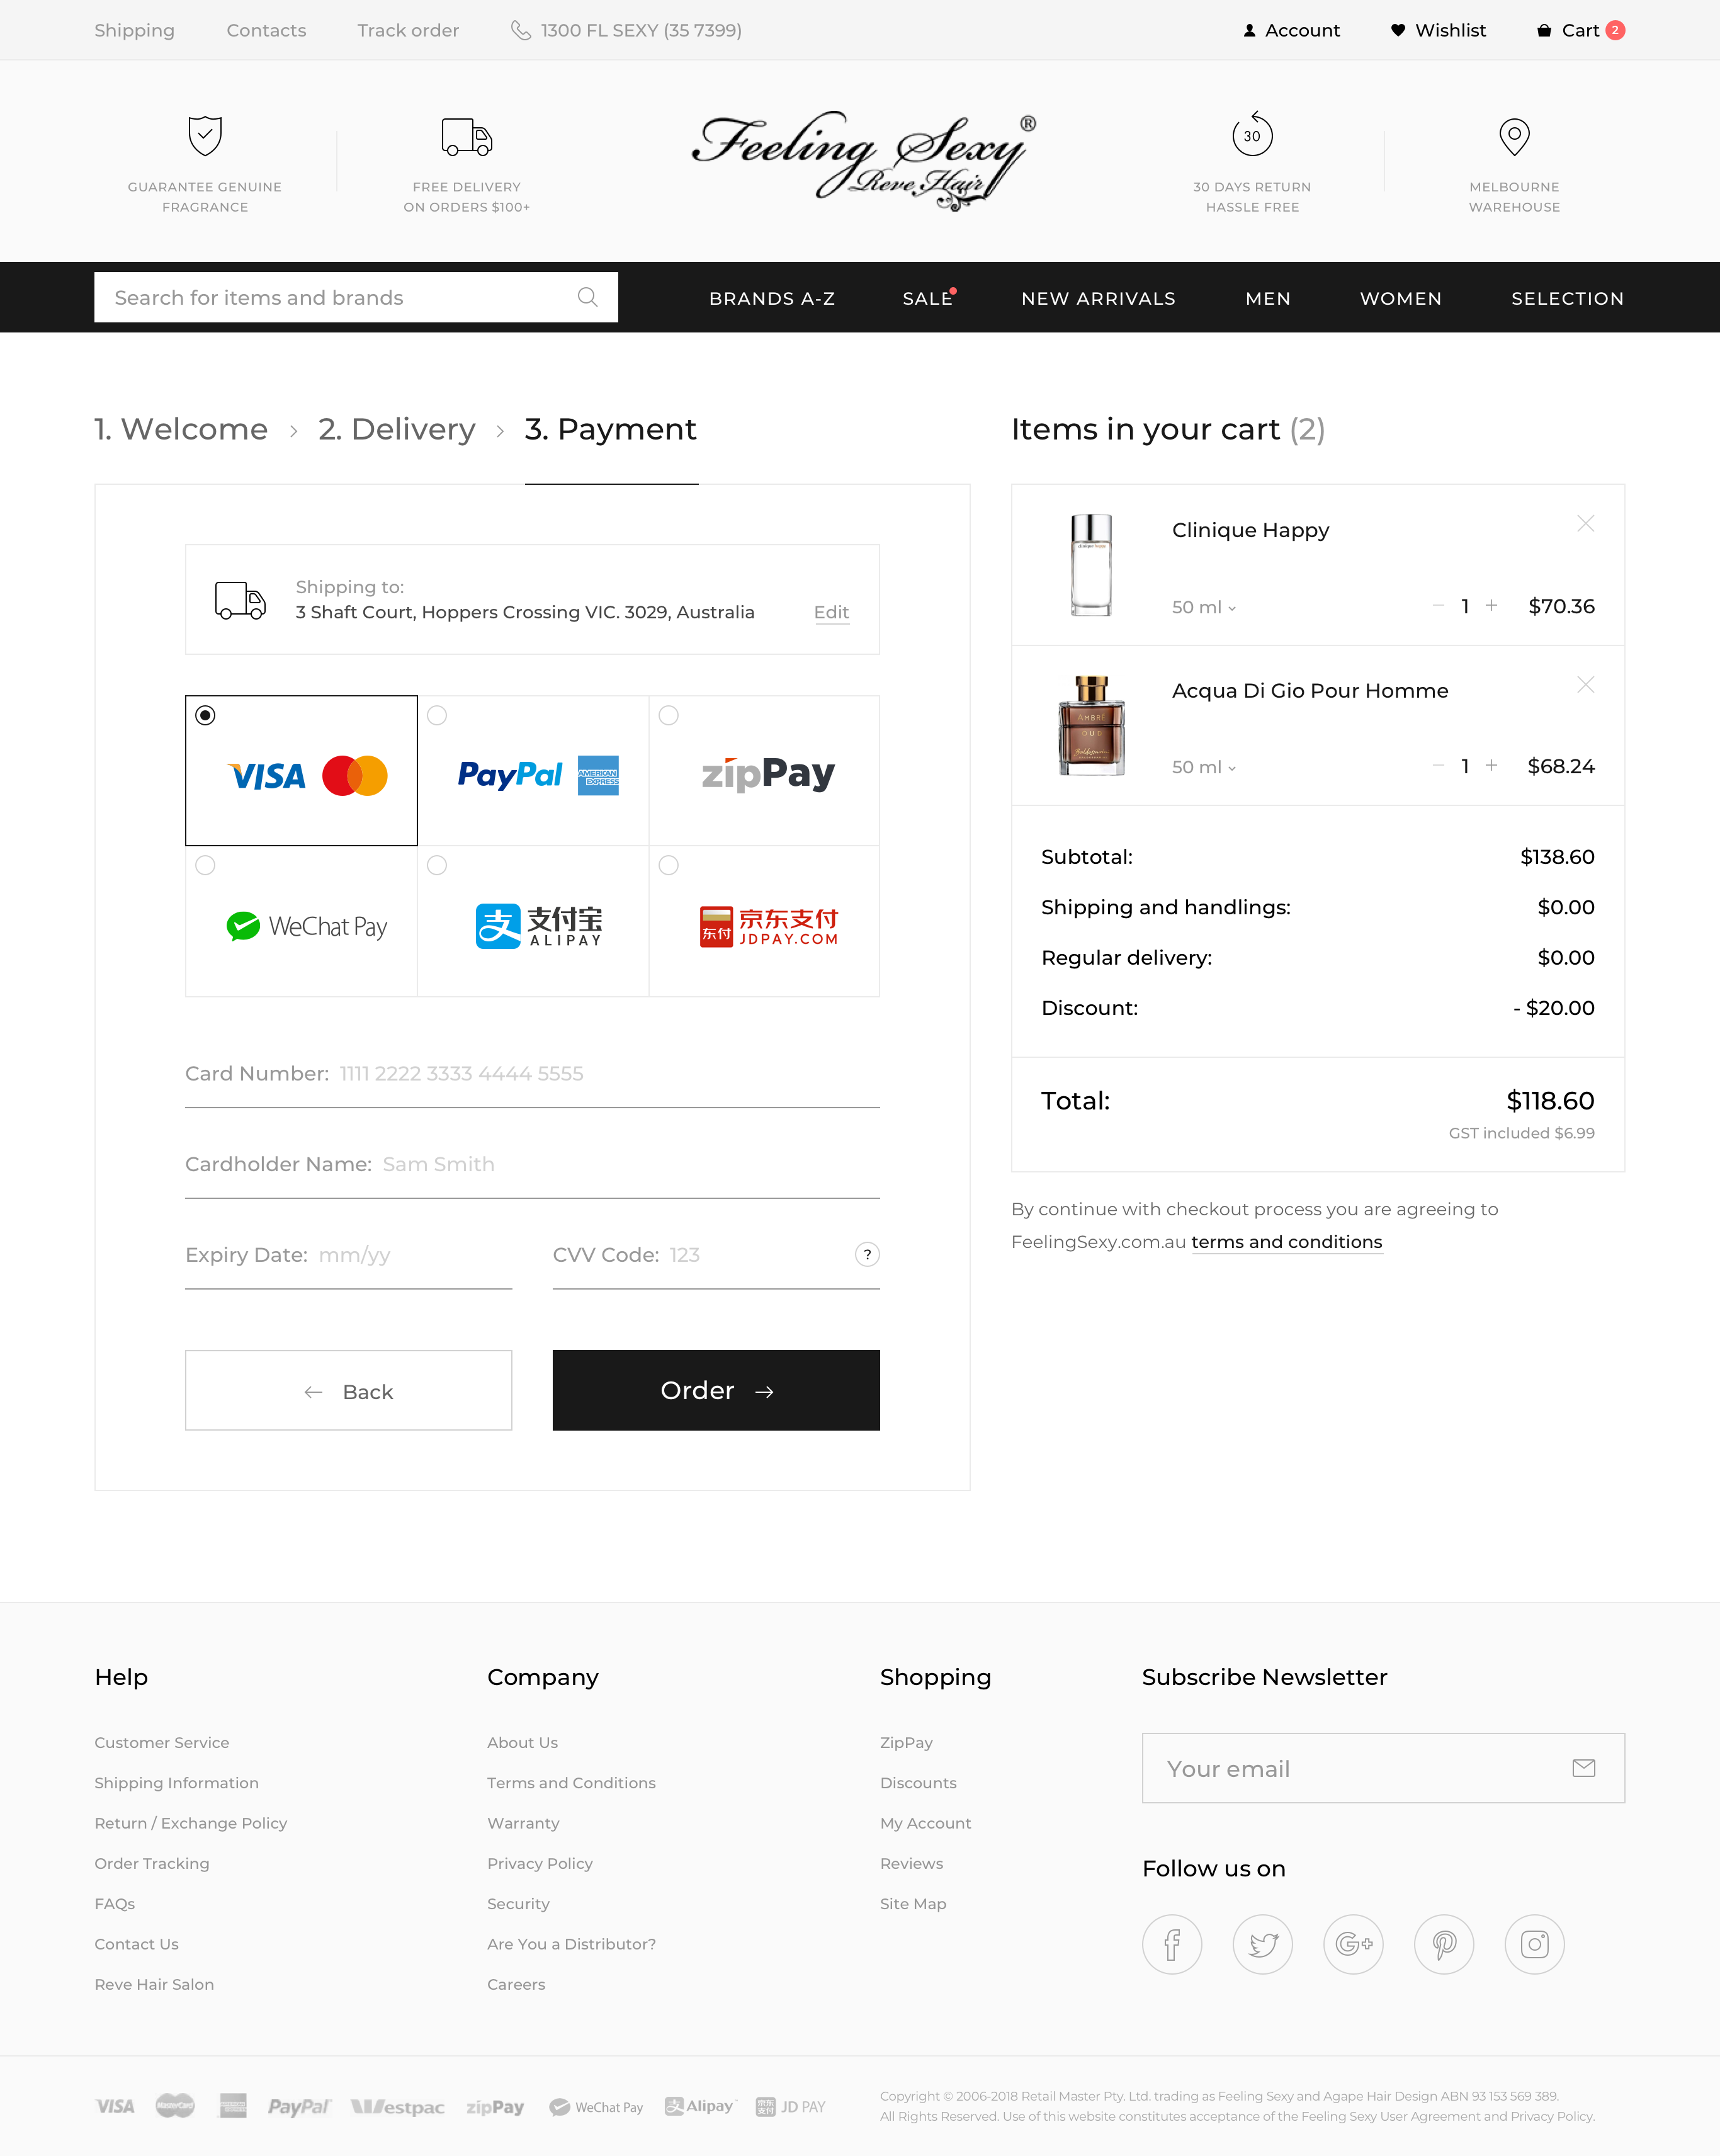 Shipping
Contacts
Track order
1300 FL SEXY (35 7399)
Account
Wishlist
Cart 2
GUARANTEE GENUINE
FRAGRANCE
FREE DELIVERY
ON ORDERS $100+
Feeling Sexy ®
Reve Hair
30
30 DAYS RETURN
HASSLE FREE
MELBOURNE
WAREHOUSE
Search for items and brands
BRANDS A-Z
SALE
NEW ARRIVALS
MEN
WOMEN
SELECTION
1. Welcome
2. Delivery
3. Payment
Shipping to:
3 Shaft Court, Hoppers Crossing VIC. 3029, Australia
Edit
VISA
PayPal
AMERICAN
EXPRESS
zipPay
WeChat Pay
支 支付宝
ALIPAY
东付 京东支付
JDPAY.COM
Card Number: 1111 2222 3333 4444 5555
Cardholder Name: Sam Smith
Expiry Date: mm/yy
CVV Code: 123
?
Back
Order
Items in your cart (2)
Clinique Happy
50 ml
1
$70.36
AMBRE
OUD
Acqua Di Gio Pour Homme
50 ml
1
$68.24
Subtotal: $138.60
Shipping and handlings: $0.00
Regular delivery: $0.00
Discount: - $20.00
Total: $118.60
GST included $6.99
By continue with checkout process you are agreeing to
FeelingSexy.com.au terms and conditions
Help
Customer Service
Shipping Information
Return / Exchange Policy
Order Tracking
FAQs
Contact Us
Reve Hair Salon
Company
About Us
Terms and Conditions
Warranty
Privacy Policy
Security
Are You a Distributor?
Careers
Shopping
ZipPay
Discounts
My Account
Reviews
Site Map
Subscribe Newsletter
Your email
Follow us on
VISA
MasterCard
PayPal
Westpac
zipPay
WeChat Pay
支 Alipay
京东支付 JD PAY
Copyright © 2006-2018 Retail Master Pty. Ltd. trading as Feeling Sexy and Agape Hair Design ABN 93 153 569 389.
All Rights Reserved. Use of this website constitutes acceptance of the Feeling Sexy User Agreement and Privacy Policy.